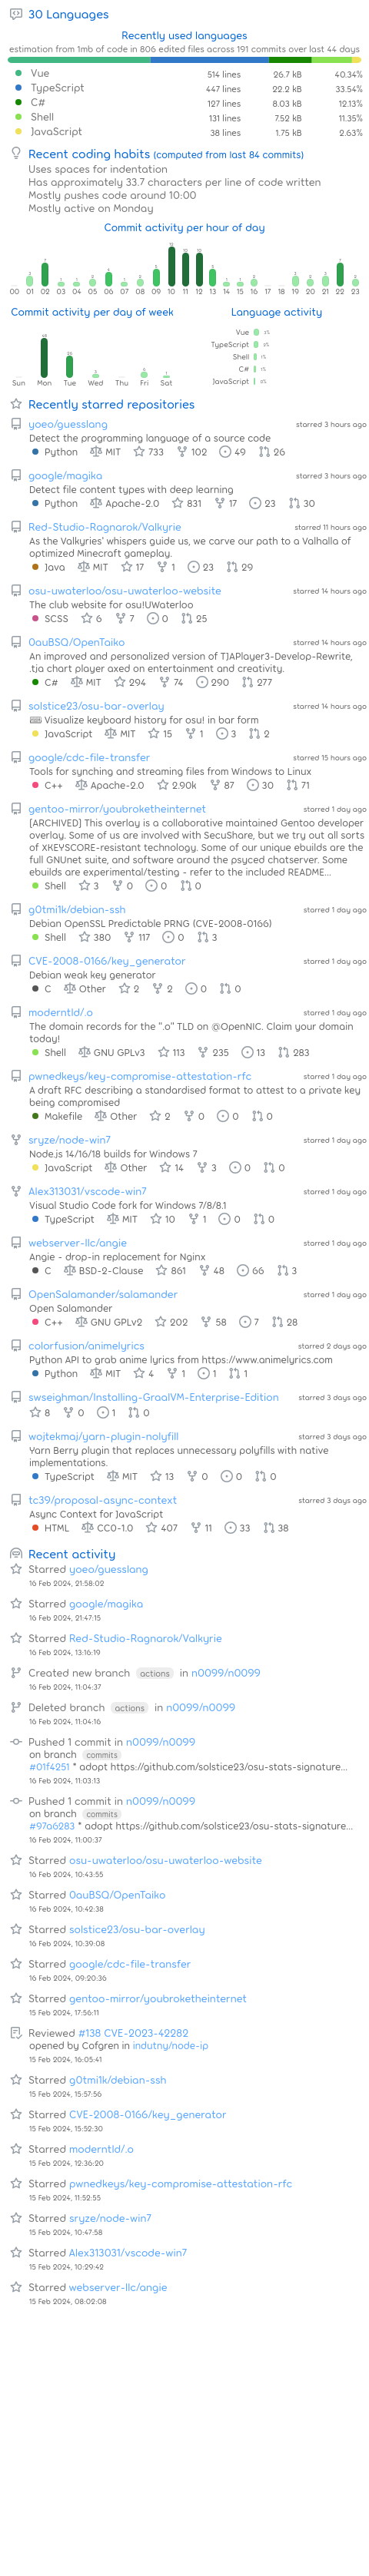 30 Languages
Recently used languages
estimation from 1mb of code in 806 edited files across 191 commits over last 44 days
Vue 514 lines 26.7 kB 40.34%
TypeScript 447 lines 22.2 kB 33.54%
C# 127 lines 8.03 kB 12.13%
Shell 131 lines 7.52 kB 11.35%
JavaScript 38 lines 1.75 kB 2.63%
Recent coding habits (computed from last 84 commits)
Uses spaces for indentation
Has approximately 33.7 characters per line of code written
Mostly pushes code around 10:00
Mostly active on Monday
Commit activity per hour of day
00 01 02 03 04 05 06 07 08 09 10 11 12 13 14 15 16 17 18 19 20 21 22 23
Commit activity per day of week
Sun Mon Tue Wed Thu Fri Sat
Language activity
Vue
TypeScript
Shell
C#
JavaScript
Recently starred repositories
yoeo/guesslang starred 3 hours ago
Detect the programming language of a source code
Python MIT 733 102 49 26
google/magika starred 3 hours ago
Detect file content types with deep learning
Python Apache-2.0 831 17 23 30
Red-Studio-Ragnarok/Valkyrie starred 11 hours ago
As the Valkyries' whispers guide us, we carve our path to a Valhalla of
optimized Minecraft gameplay.
Java MIT 17 1 23 29
osu-uwaterloo/osu-uwaterloo-website starred 14 hours ago
The club website for osu!UWaterloo
SCSS 6 7 0 25
0auBSQ/OpenTaiko starred 14 hours ago
An improved and personalized version of TJAPlayer3-Develop-Rewrite,
.tja chart player axed on entertainment and creativity.
C# MIT 294 74 290 277
solstice23/osu-bar-overlay starred 14 hours ago
⌨️ Visualize keyboard history for osu! in bar form
JavaScript MIT 15 1 3 2
google/cdc-file-transfer starred 15 hours ago
Tools for synching and streaming files from Windows to Linux
C++ Apache-2.0 2.90k 87 30 71
gentoo-mirror/youbroketheinternet starred 1 day ago
[ARCHIVED] This overlay is a collaborative maintained Gentoo developer
overlay. Some of us are involved with SecuShare, but we try out all sorts
of XKEYSCORE-resistant technology. Some of our unique ebuilds are the
full GNUnet suite, and software around the psyced chatserver. Some
ebuilds are experimental/testing - refer to the included README...
Shell 3 0 0 0
g0tmi1k/debian-ssh starred 1 day ago
Debian OpenSSL Predictable PRNG (CVE-2008-0166)
Shell 380 117 0 3
CVE-2008-0166/key_generator starred 1 day ago
Debian weak key generator
C Other 2 2 0 0
moderntld/.o starred 1 day ago
The domain records for the ".o" TLD on @OpenNIC. Claim your domain
today!
Shell GNU GPLv3 113 235 13 283
pwnedkeys/key-compromise-attestation-rfc starred 1 day ago
A draft RFC describing a standardised format to attest to a private key
being compromised
Makefile Other 2 0 0 0
sryze/node-win7 starred 1 day ago
Node.js 14/16/18 builds for Windows 7
JavaScript Other 14 3 0 0
Alex313031/vscode-win7 starred 1 day ago
Visual Studio Code fork for Windows 7/8/8.1
TypeScript MIT 10 1 0 0
webserver-llc/angie starred 1 day ago
Angie - drop-in replacement for Nginx
C BSD-2-Clause 861 48 66 3
OpenSalamander/salamander starred 1 day ago
Open Salamander
C++ GNU GPLv2 202 58 7 28
colorfusion/animelyrics starred 2 days ago
Python API to grab anime lyrics from https://www.animelyrics.com
Python MIT 4 1 1 1
swseighman/Installing-GraalVM-Enterprise-Edition starred 3 days ago
8 0 1 0
wojtekmaj/yarn-plugin-nolyfill starred 3 days ago
Yarn Berry plugin that replaces unnecessary polyfills with native
implementations.
TypeScript MIT 13 0 0 0
tc39/proposal-async-context starred 3 days ago
Async Context for JavaScript
HTML CC0-1.0 407 11 33 38
Recent activity
Starred yoeo/guesslang
16 Feb 2024, 21:58:02
Starred google/magika
16 Feb 2024, 21:47:15
Starred Red-Studio-Ragnarok/Valkyrie
16 Feb 2024, 13:16:19
Created new branch actions in n0099/n0099
16 Feb 2024, 11:04:37
Deleted branch actions in n0099/n0099
16 Feb 2024, 11:04:16
Pushed 1 commit in n0099/n0099
on branch commits
#01f4251 * adopt https://github.com/solstice23/osu-stats-signature...
16 Feb 2024, 11:03:13
Pushed 1 commit in n0099/n0099
on branch commits
#97a6283 * adopt https://github.com/solstice23/osu-stats-signature...
16 Feb 2024, 11:00:37
Starred osu-uwaterloo/osu-uwaterloo-website
16 Feb 2024, 10:43:55
Starred 0auBSQ/OpenTaiko
16 Feb 2024, 10:42:38
Starred solstice23/osu-bar-overlay
16 Feb 2024, 10:39:08
Starred google/cdc-file-transfer
16 Feb 2024, 09:20:36
Starred gentoo-mirror/youbroketheinternet
15 Feb 2024, 17:56:11
Reviewed #138 CVE-2023-42282
opened by Cofgren in indutny/node-ip
15 Feb 2024, 16:05:41
Starred g0tmi1k/debian-ssh
15 Feb 2024, 15:57:56
Starred CVE-2008-0166/key_generator
15 Feb 2024, 15:52:30
Starred moderntld/.o
15 Feb 2024, 12:36:20
Starred pwnedkeys/key-compromise-attestation-rfc
15 Feb 2024, 11:52:55
Starred sryze/node-win7
15 Feb 2024, 10:47:58
Starred Alex313031/vscode-win7
15 Feb 2024, 10:29:42
Starred webserver-llc/angie
15 Feb 2024, 08:02:08